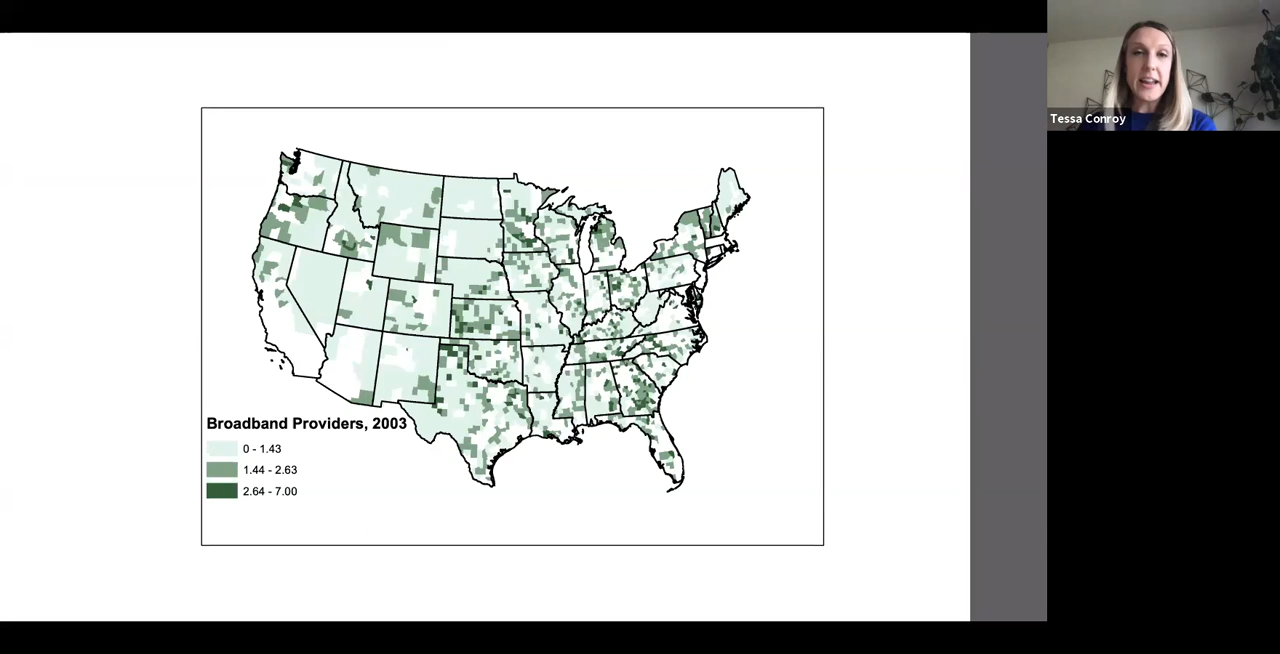 Tessa Conroy
Broadband Providers, 2003
0 - 1.43
1.44 - 2.63
2.64 - 7.00